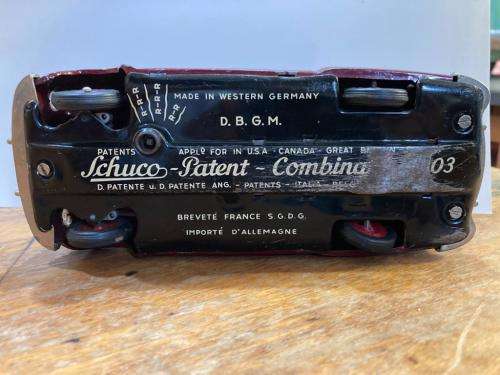 R-R-R
R-R-R
R-R
MADE IN WESTERN GERMANY
D. B. G. M.
PATENTS APPLD FOR IN U.S.A · CANADA · GREAT
Schuco - Patent - Combina 03
D. PATENTE U. D. PATENTE ANG. - PATENTS - ITALIA -
BREVETÉ FRANCE S.G.D.G.
IMPORTÉ D'ALLEMAGNE